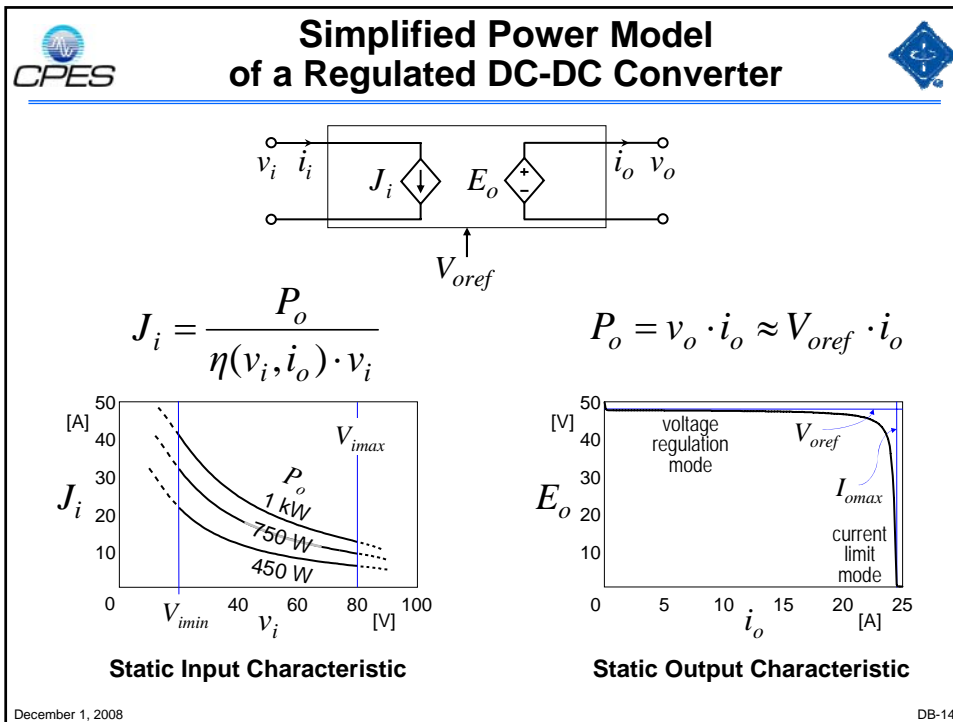 CPES
Simplified Power Model
of a Regulated DC-DC Converter
v_i i_i J_i E_o + − i_o v_o
V_oref
J_i = P_o / (η(v_i, i_o) · v_i)
P_o = v_o · i_o ≈ V_oref · i_o
50
[A]
40
30
20
10
0
J_i
V_imax
P_o
1 kW
750 W
450 W
V_imin
40
60
80
100
v_i
[V]
Static Input Characteristic
50
[V]
40
30
20
10
0
E_o
voltage
regulation
mode
V_oref
I_omax
current
limit
mode
5
10
15
20
25
i_o
[A]
Static Output Characteristic
December 1, 2008
DB-14